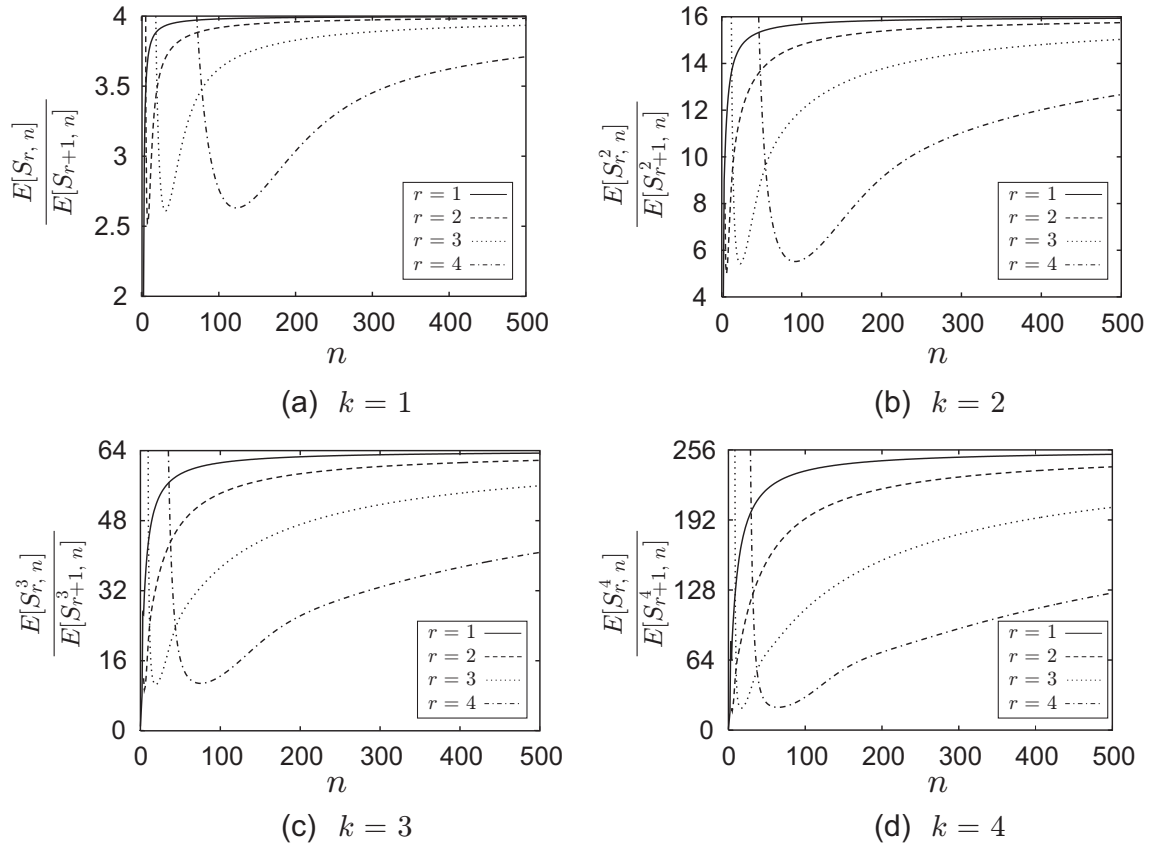 4
3.5
3
2.5
2
E[S_{r, n}]
E[S_{r+1, n}]
r = 1
r = 2
r = 3
r = 4
0 100 200 300 400 500
n
(a) k = 1
16
14
12
10
8
6
4
E[S^2_{r, n}]
E[S^2_{r+1, n}]
r = 1
r = 2
r = 3
r = 4
0 100 200 300 400 500
n
(b) k = 2
64
48
32
16
0
E[S^3_{r, n}]
E[S^3_{r+1, n}]
r = 1
r = 2
r = 3
r = 4
0 100 200 300 400 500
n
(c) k = 3
256
192
128
64
0
E[S^4_{r, n}]
E[S^4_{r+1, n}]
r = 1
r = 2
r = 3
r = 4
0 100 200 300 400 500
n
(d) k = 4